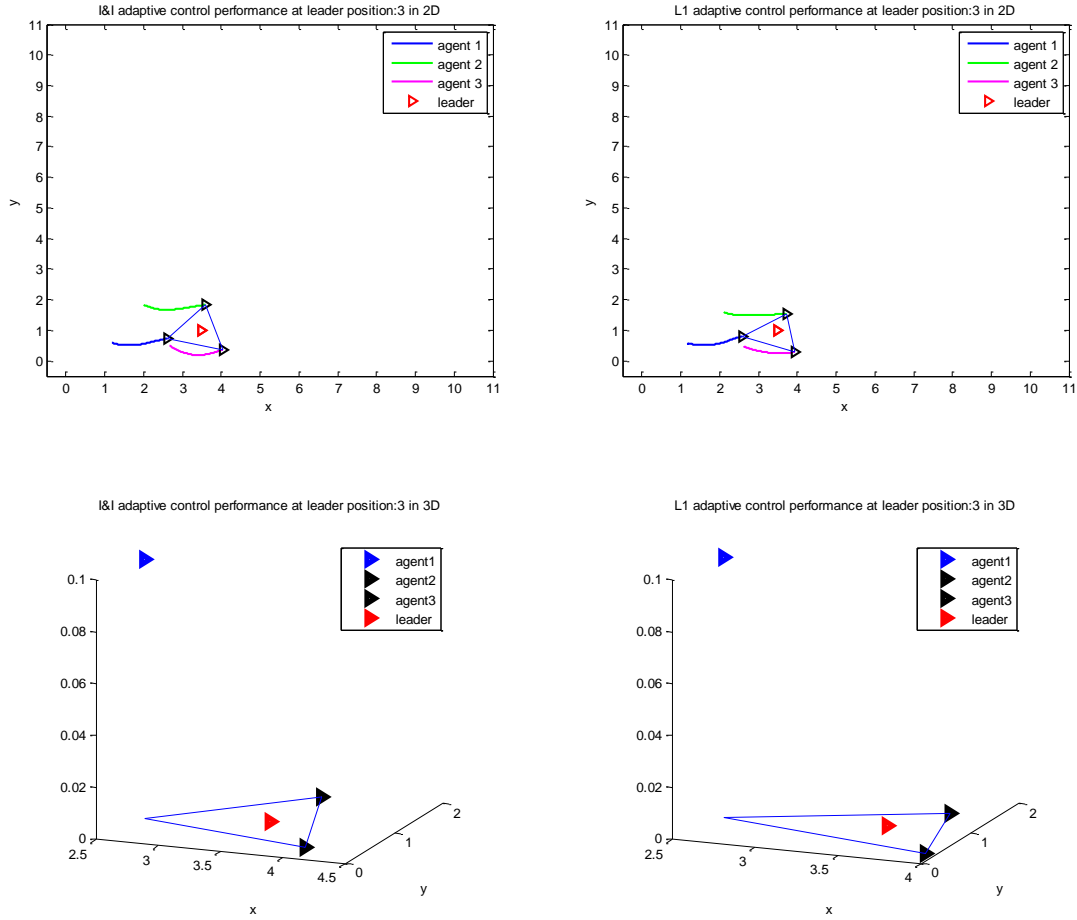 I&I adaptive control performance at leader position:3 in 2D
11
10
9
8
7
6
5
4
3
2
1
0
y
0 1 2 3 4 5 6 7 8 9 10 11
x
agent 1
agent 2
agent 3
leader
L1 adaptive control performance at leader position:3 in 2D
11
10
9
8
7
6
5
4
3
2
1
0
y
0 1 2 3 4 5 6 7 8 9 10 11
x
agent 1
agent 2
agent 3
leader
I&I adaptive control performance at leader position:3 in 3D
agent1
agent2
agent3
leader
0.1
0.08
0.06
0.04
0.02
0
2.5 3 3.5 4 4.5
x
0 1 2
y
L1 adaptive control performance at leader position:3 in 3D
agent1
agent2
agent3
leader
0.1
0.08
0.06
0.04
0.02
0
2.5 3 3.5 4
x
0 1 2
y